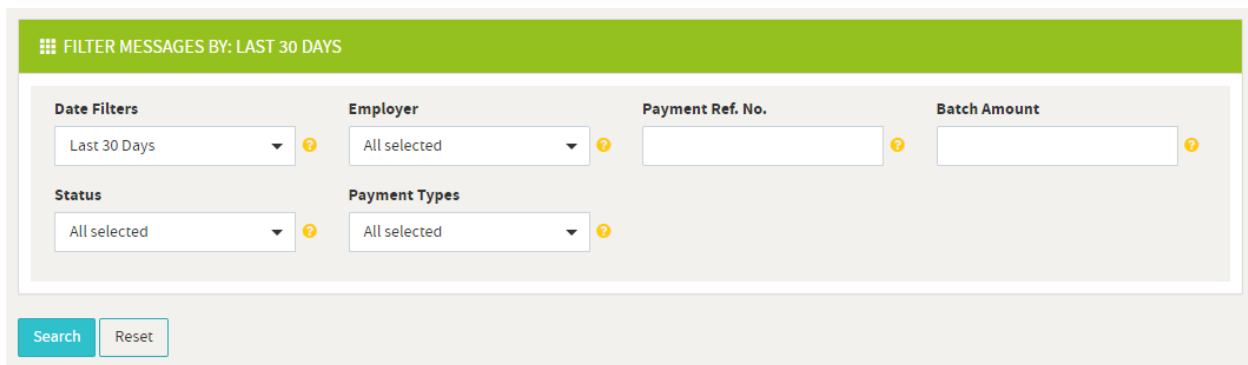 FILTER MESSAGES BY: LAST 30 DAYS
Date Filters
Employer
Payment Ref. No.
Batch Amount
Last 30 Days
All selected
Status
Payment Types
All selected
All selected
Search
Reset